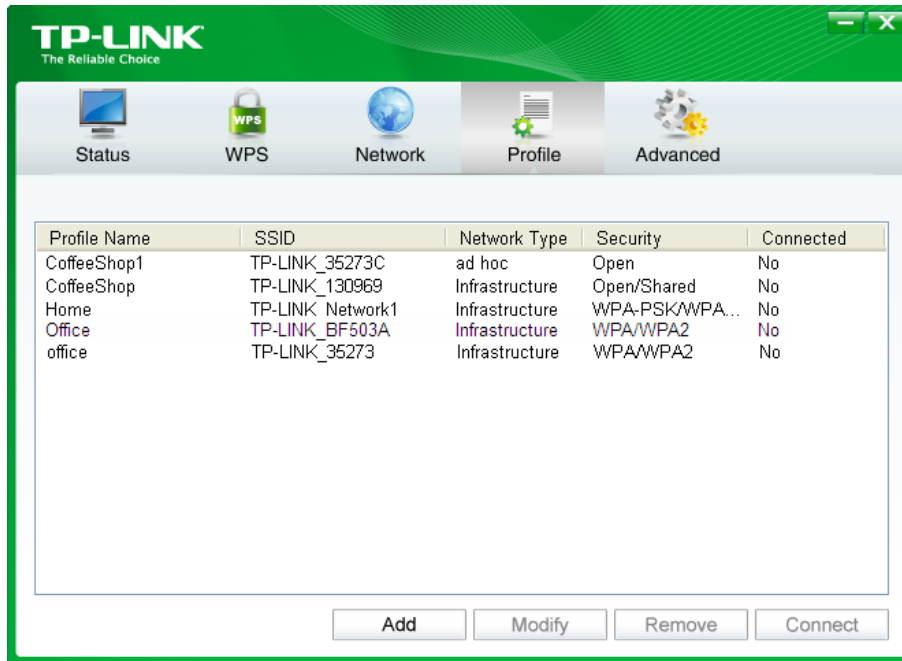 TP-LINK
The Reliable Choice
WPS
Status WPS Network Profile Advanced
Profile Name SSID Network Type Security Connected
CoffeeShop1 TP-LINK_35273C ad hoc Open No
CoffeeShop TP-LINK_130969 Infrastructure Open/Shared No
Home TP-LINK_Network1 Infrastructure WPA-PSK/WPA... No
Office TP-LINK_BF503A Infrastructure WPA/WPA2 No
office TP-LINK_35273 Infrastructure WPA/WPA2 No
Add Modify Remove Connect